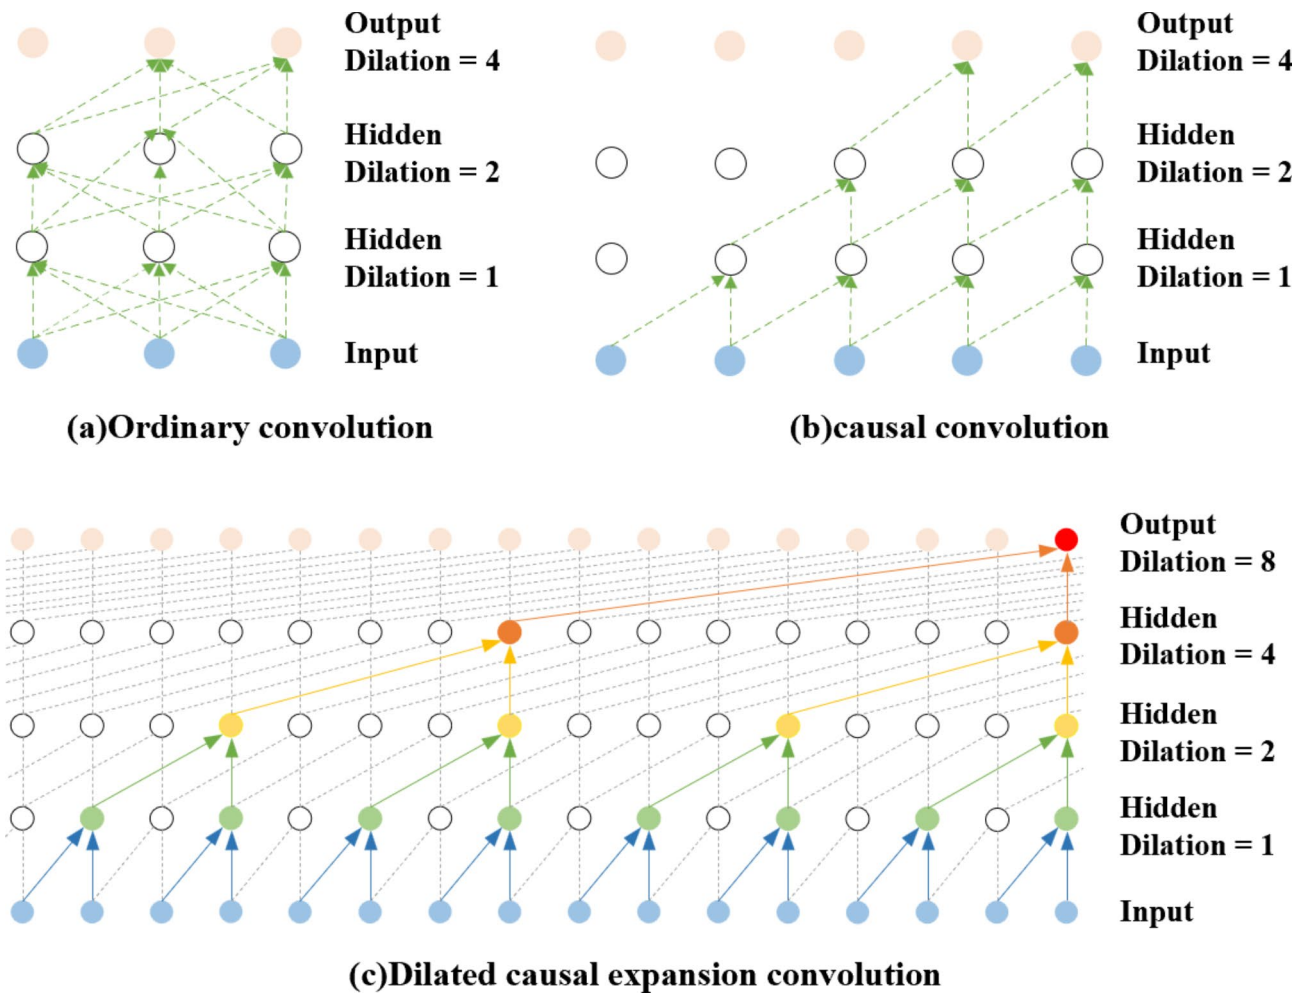 Output
Dilation = 4
Hidden
Dilation = 2
Hidden
Dilation = 1
Input
(a)Ordinary convolution
Output
Dilation = 4
Hidden
Dilation = 2
Hidden
Dilation = 1
Input
(b)causal convolution
Output
Dilation = 8
Hidden
Dilation = 4
Hidden
Dilation = 2
Hidden
Dilation = 1
Input
(c)Dilated causal expansion convolution